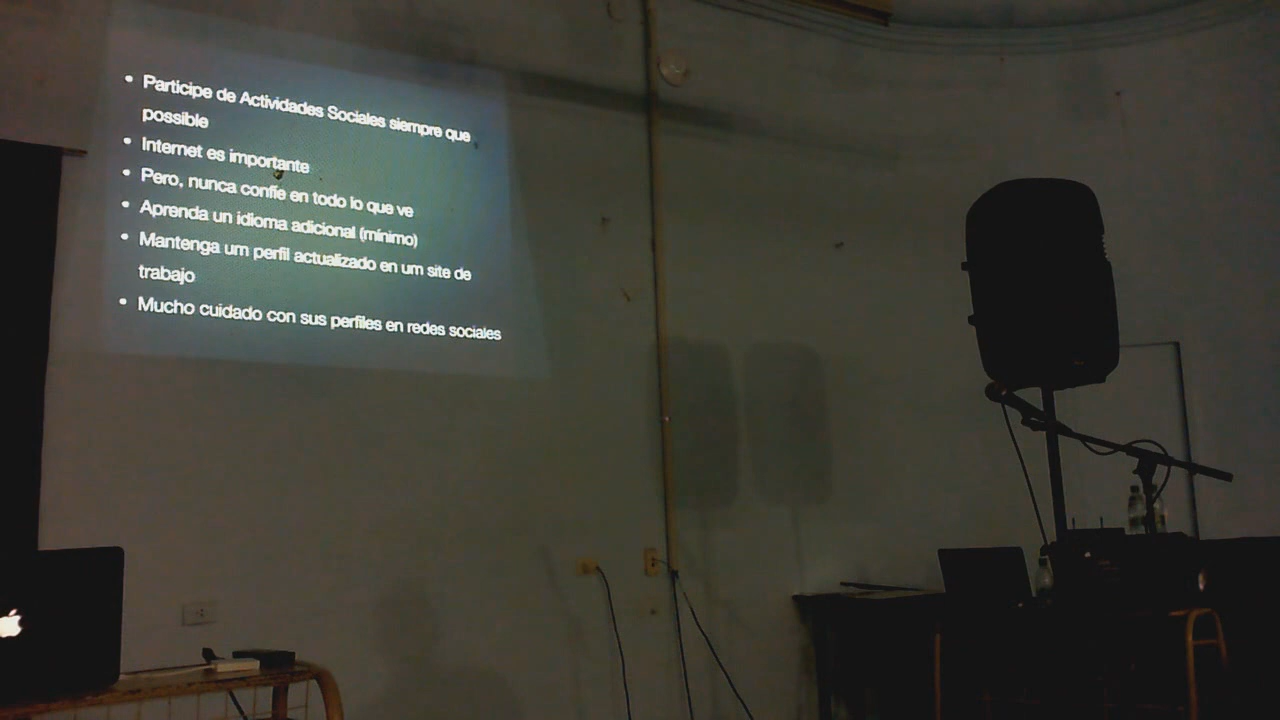 • Participe de Actividades Sociales siempre que
possible
• Internet es importante
• Pero, nunca confíe en todo lo que ve
• Aprenda un idioma adicional (mínimo)
• Mantenga um perfil actualizado en um site de
trabajo
• Mucho cuidado con sus perfiles en redes sociales